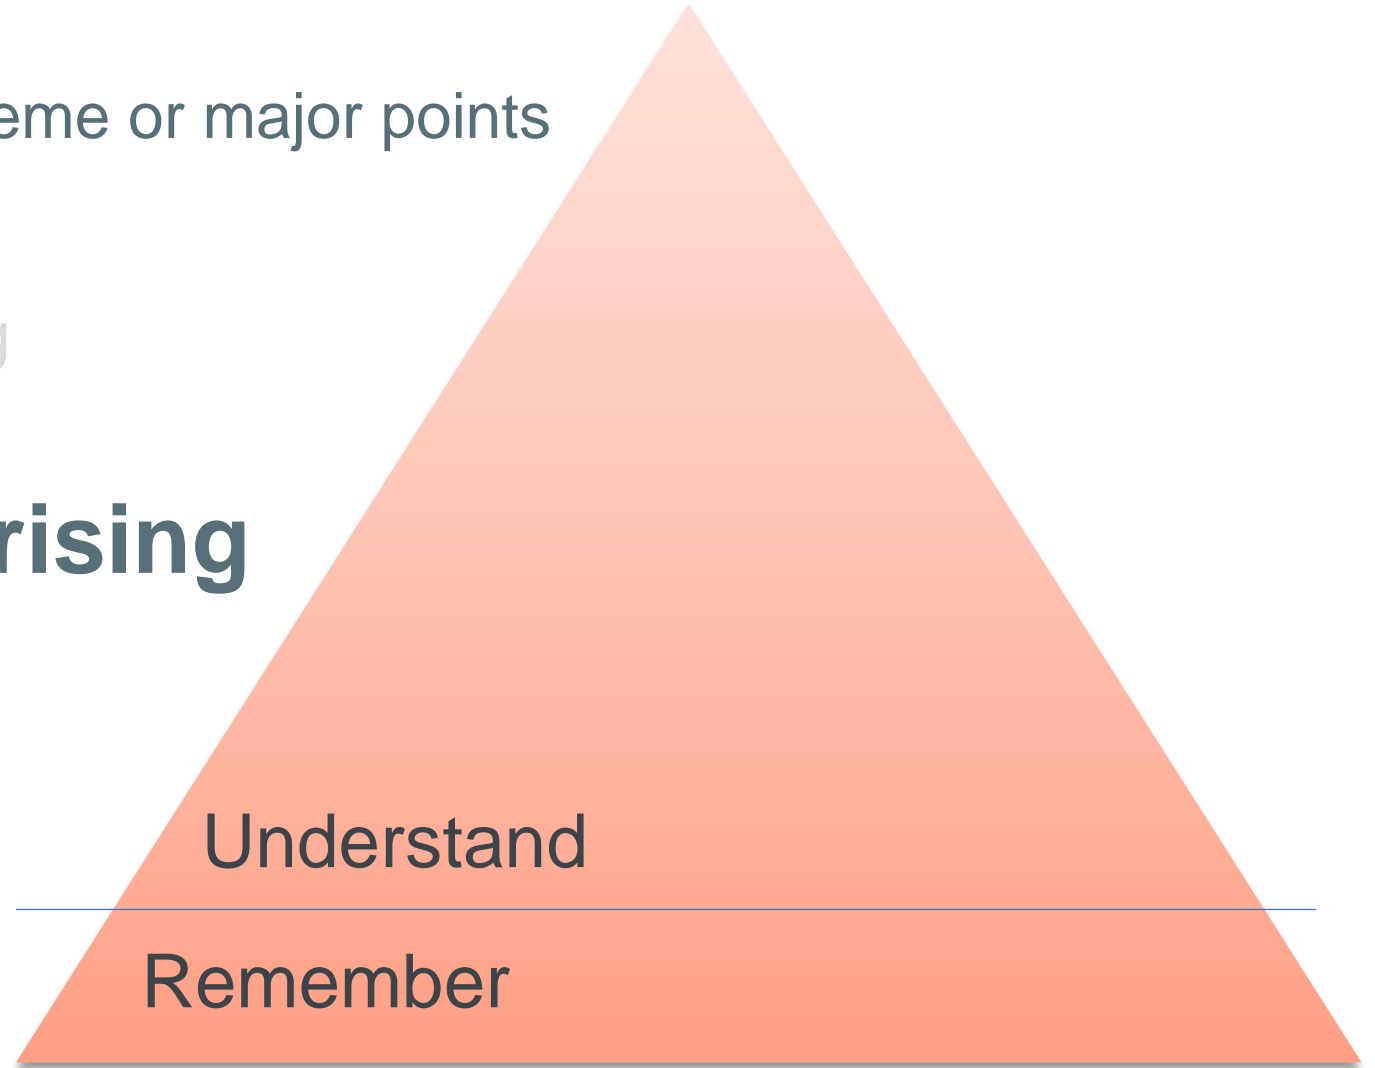 eme or major points
g
rising
Understand
Remember